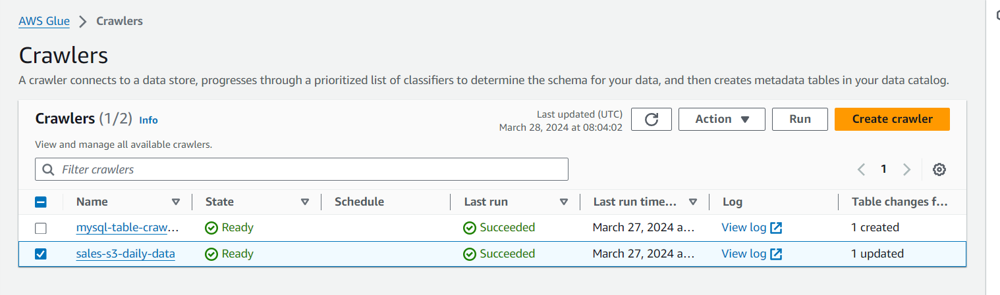 AWS Glue > Crawlers
Crawlers
A crawler connects to a data store, progresses through a prioritized list of classifiers to determine the schema for your data, and then creates metadata tables in your data catalog.
Crawlers (1/2) Info
Last updated (UTC)
March 28, 2024 at 08:04:02
Action
Run
Create crawler
View and manage all available crawlers.
Filter crawlers
1
Name State Schedule Last run Last run time... Log Table changes f...
mysql-table-craw... Ready Succeeded March 27, 2024 a... View log 1 created
sales-s3-daily-data Ready Succeeded March 27, 2024 a... View log 1 updated